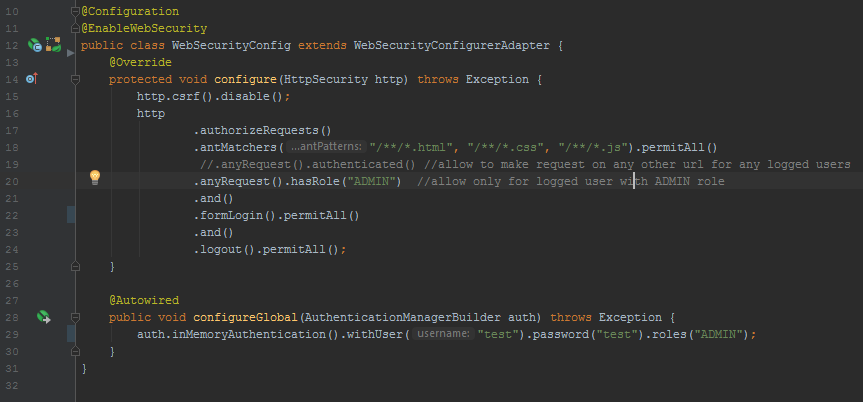 10 @Configuration
11 @EnableWebSecurity
12 public class WebSecurityConfig extends WebSecurityConfigurerAdapter {
13     @Override
14     protected void configure(HttpSecurity http) throws Exception {
15         http.csrf().disable();
16         http
17                 .authorizeRequests()
18                 .antMatchers( ...antPatterns: "/**/*.html", "/**/*.css", "/**/*.js").permitAll()
19                  //.anyRequest().authenticated() //allow to make request on any other url for any logged users
20                 .anyRequest().hasRole("ADMIN")  //allow only for logged user with ADMIN role
21                 .and()
22                 .formLogin().permitAll()
23                 .and()
24                 .logout().permitAll();
25     }
26
27     @Autowired
28     public void configureGlobal(AuthenticationManagerBuilder auth) throws Exception {
29         auth.inMemoryAuthentication().withUser( username: "test").password("test").roles("ADMIN");
30     }
31 }
32